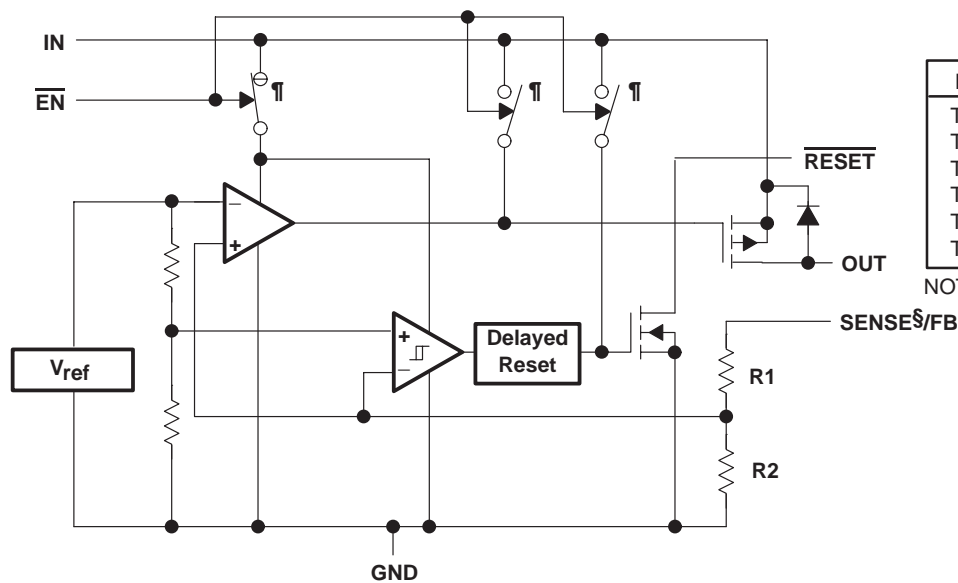 IN
EN
¶
¶
¶
RESET
−
+
OUT
SENSE§/FB
+
−
Delayed
Reset
Vref
R1
R2
GND
T
T
T
T
T
T
NOT